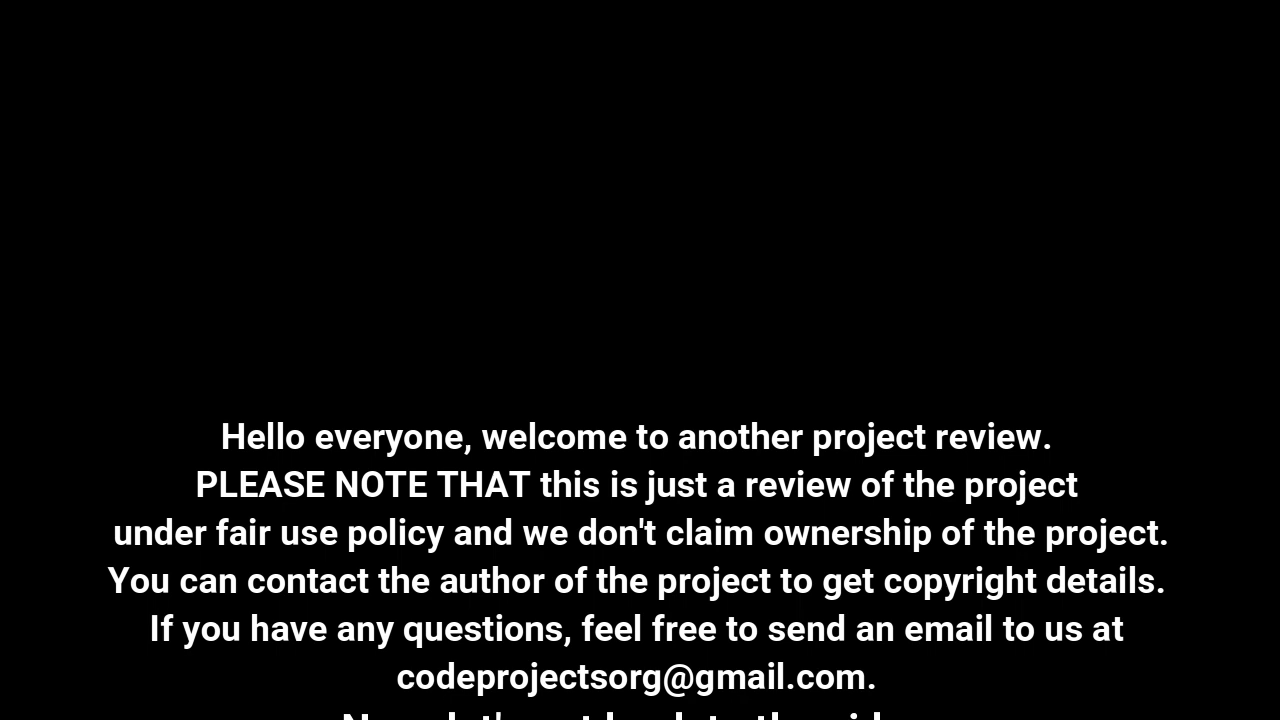 Hello everyone, welcome to another project review.
PLEASE NOTE THAT this is just a review of the project
under fair use policy and we don't claim ownership of the project.
You can contact the author of the project to get copyright details.
If you have any questions, feel free to send an email to us at
codeprojectsorg@gmail.com.